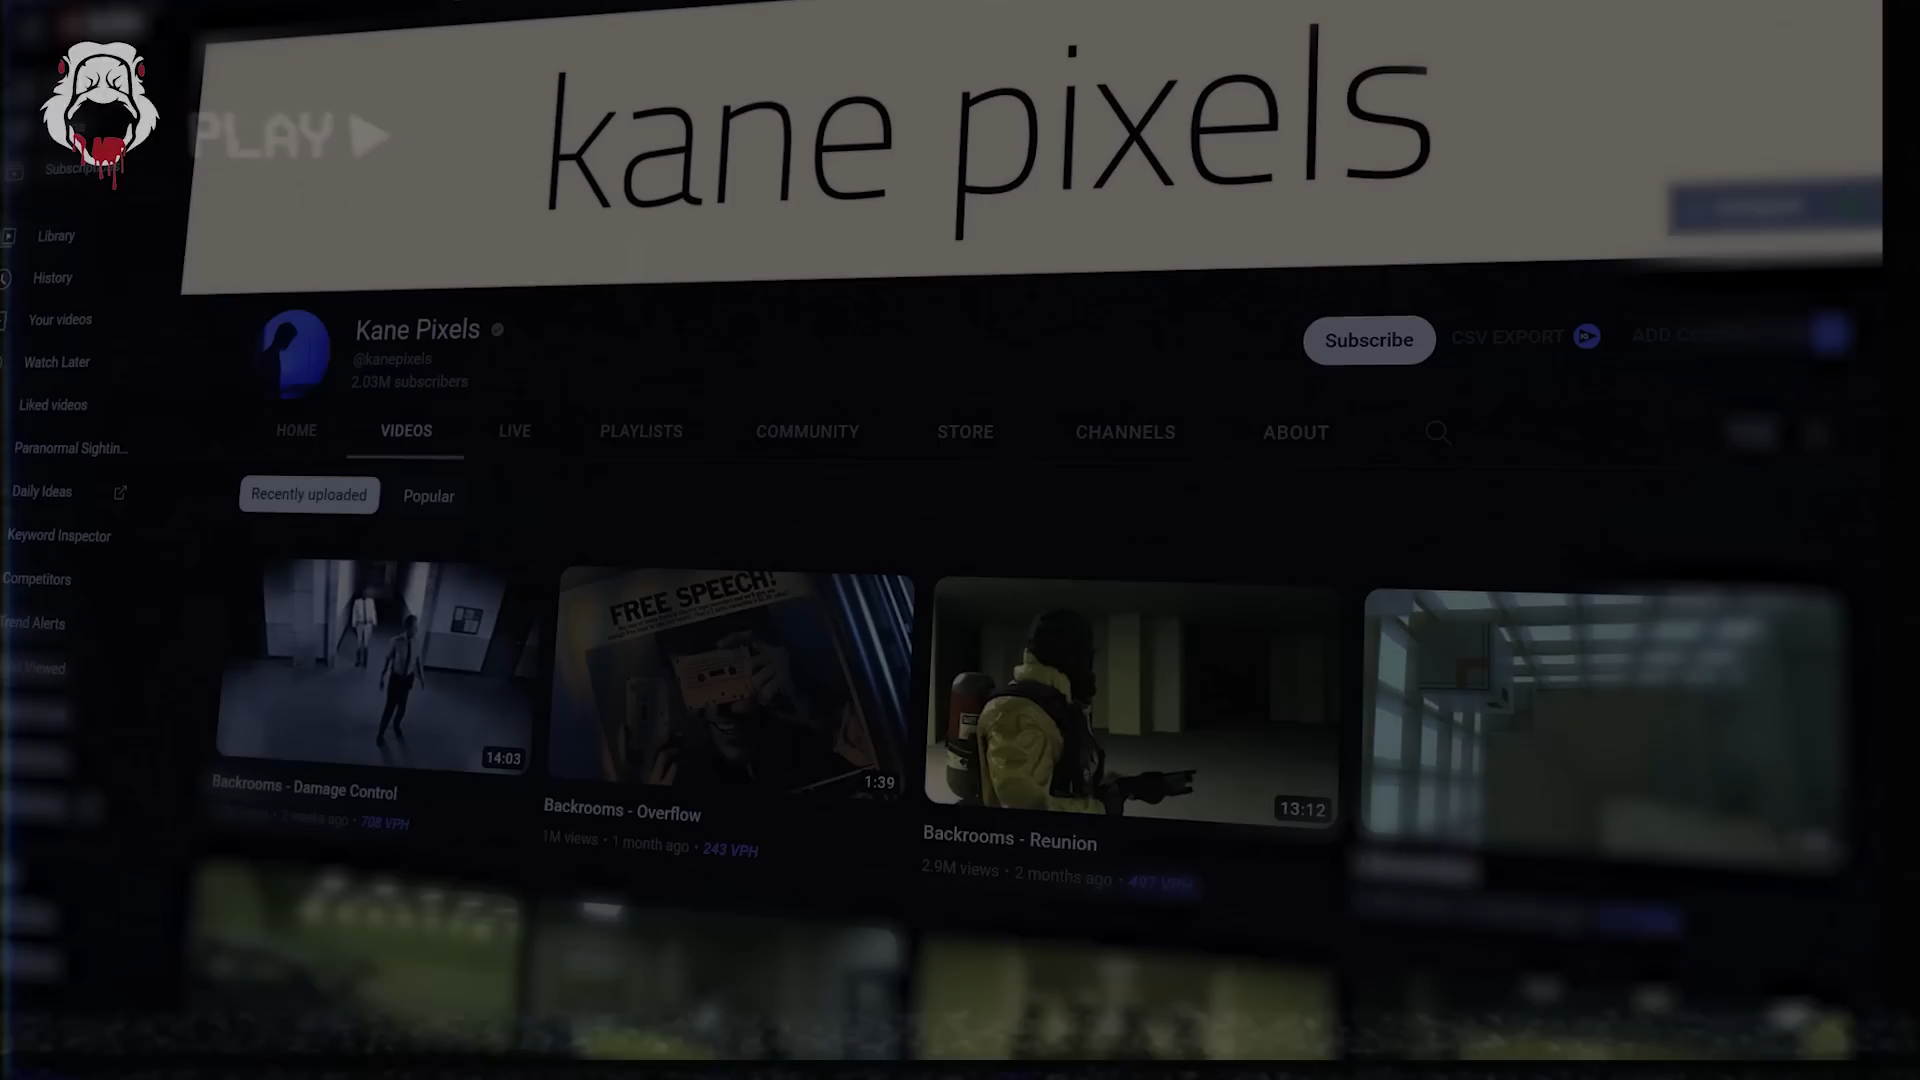 kane pixels
PLAY
Subscriptions
Library
History
Your videos
Watch Later
Liked videos
Paranormal Sightin...
Daily Ideas
Keyword Inspector
Competitors
Trend Alerts
Viewed
Kane Pixels
@kanepixels
2.03M subscribers
Subscribe
CSV EXPORT
ADD
HOME
VIDEOS
LIVE
PLAYLISTS
COMMUNITY
STORE
CHANNELS
ABOUT
Recently uploaded
Popular
14:03
Backrooms - Damage Control
2 weeks ago • 708 VPH
FREE SPEECH!
1:39
Backrooms - Overflow
1M views • 1 month ago • 243 VPH
13:12
Backrooms - Reunion
2.9M views • 2 months ago • 497 VPH